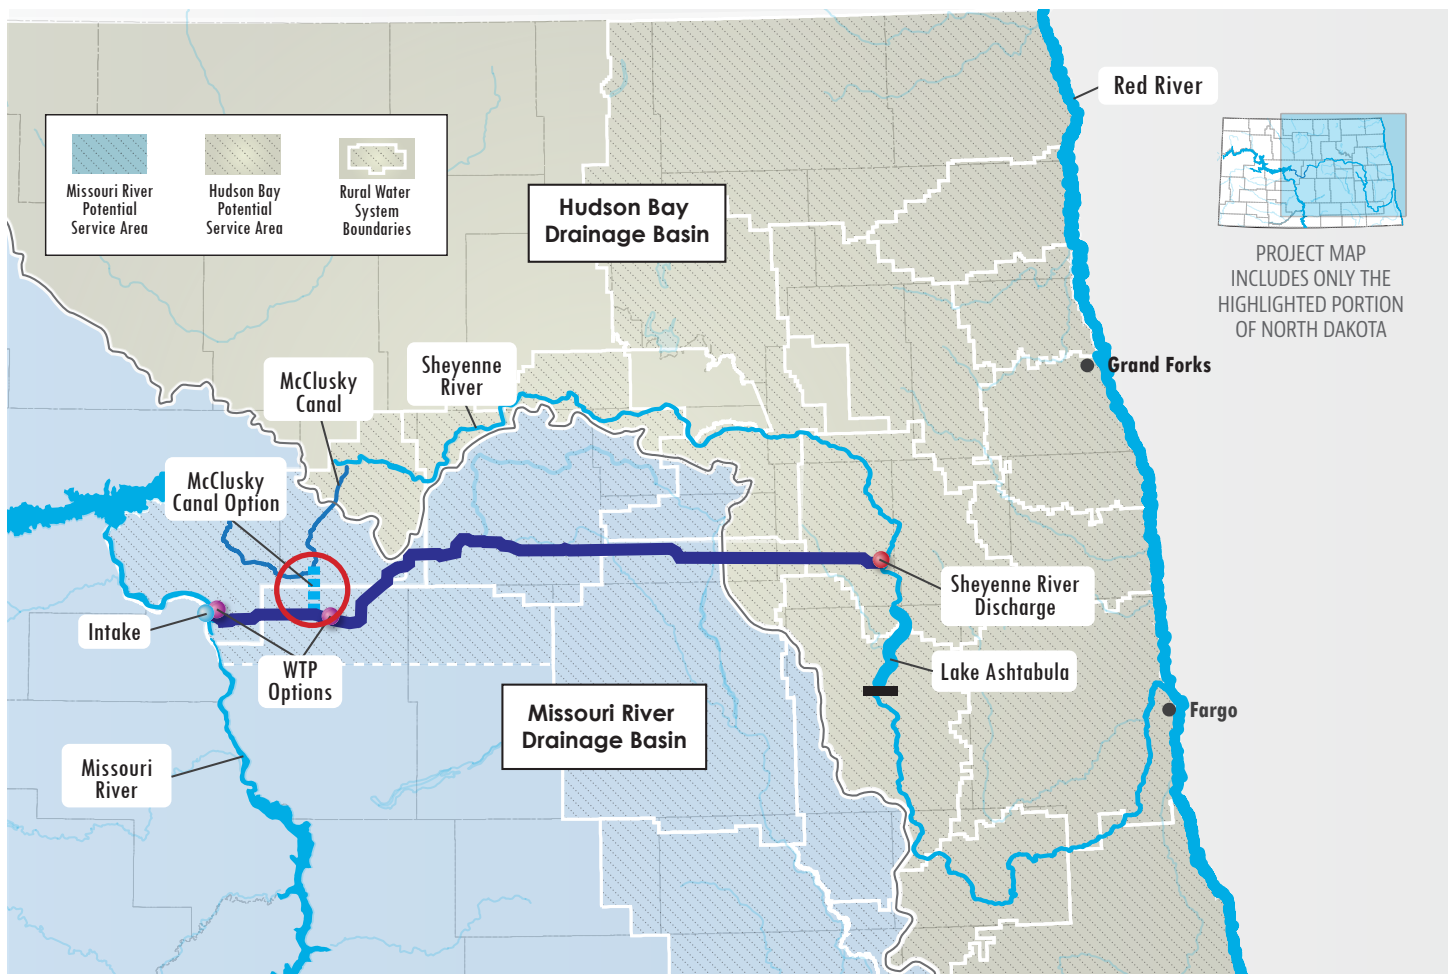 Red River
Missouri River
Potential
Service Area
Hudson Bay
Potential
Service Area
Rural Water
System
Boundaries
Hudson Bay
Drainage Basin
PROJECT MAP
INCLUDES ONLY THE
HIGHLIGHTED PORTION
OF NORTH DAKOTA
Grand Forks
Sheyenne
River
McClusky
Canal
McClusky
Canal Option
Sheyenne River
Discharge
Intake
WTP
Options
Lake Ashtabula
Fargo
Missouri River
Drainage Basin
Missouri
River